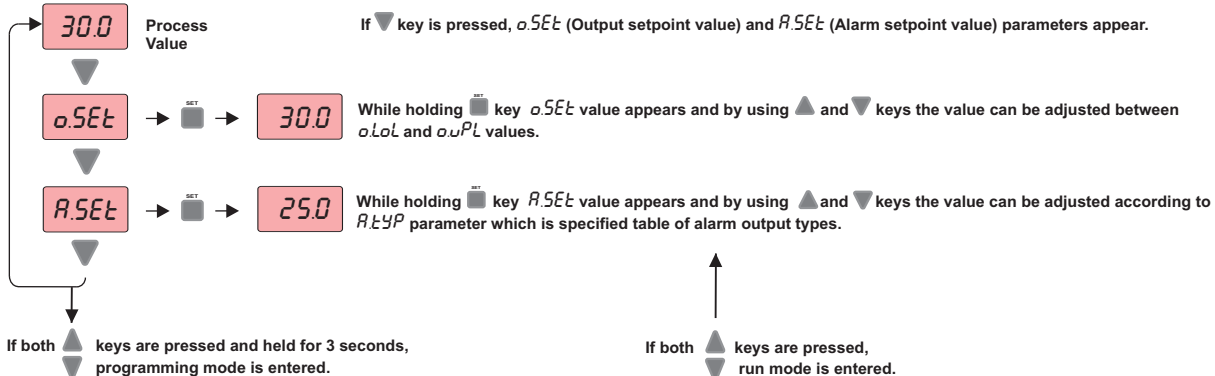 30.0
Process
Value
If ▼ key is pressed, o.SEt (Output setpoint value) and A.SEt (Alarm setpoint value) parameters appear.
o.SEt
SET
30.0
While holding SET key o.SEt value appears and by using ▲ and ▼ keys the value can be adjusted between
o.LoL and o.uPL values.
A.SEt
SET
25.0
While holding SET key A.SEt value appears and by using ▲ and ▼ keys the value can be adjusted according to
A.tYP parameter which is specified table of alarm output types.
If both ▲ keys are pressed and held for 3 seconds,
▼ programming mode is entered.
If both ▲ keys are pressed,
▼ run mode is entered.